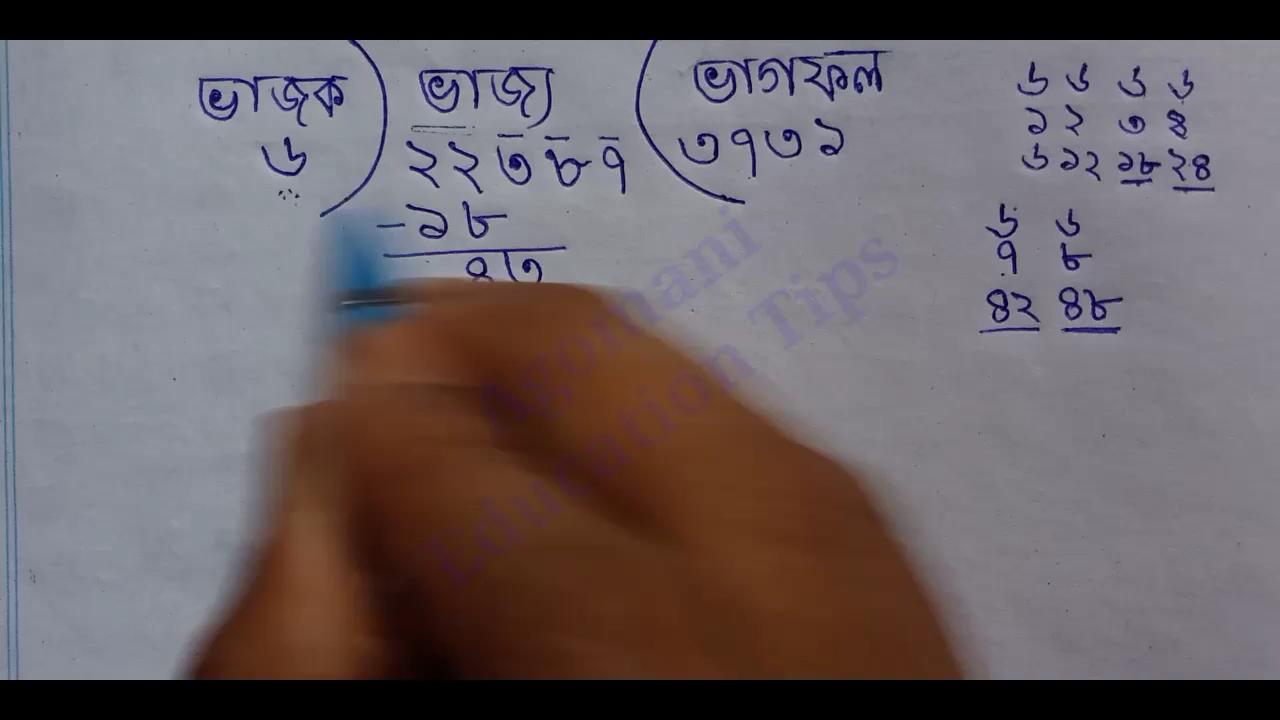 ভাজক ) ভাজ্য ( ভাগফল
৬ ২২৩৮৭ ৩৭৩১
- ১৮
৪৩
৬ ৬ ৬ ৬
১ ২ ৩ ৪
৬ ১২ ১৮ ২৪
৬ ৬
৭ ৮
৪২ ৪৮
Agomani
Education Tips